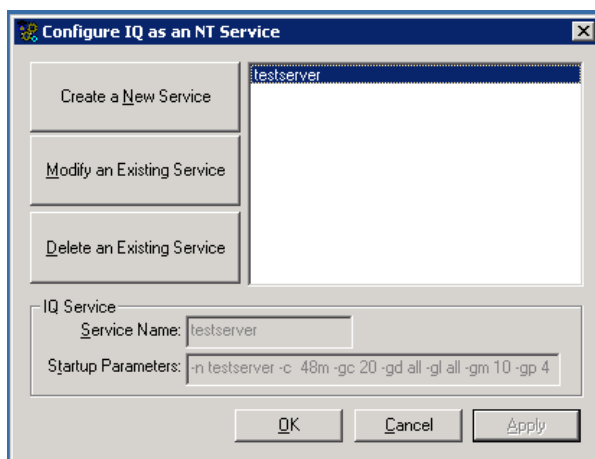 Configure IQ as an NT Service
Create a New Service
testserver
Modify an Existing Service
Delete an Existing Service
IQ Service
Service Name: testserver
Startup Parameters: -n testserver -c 48m -gc 20 -gd all -gl all -gm 10 -gp 4
OK Cancel Apply